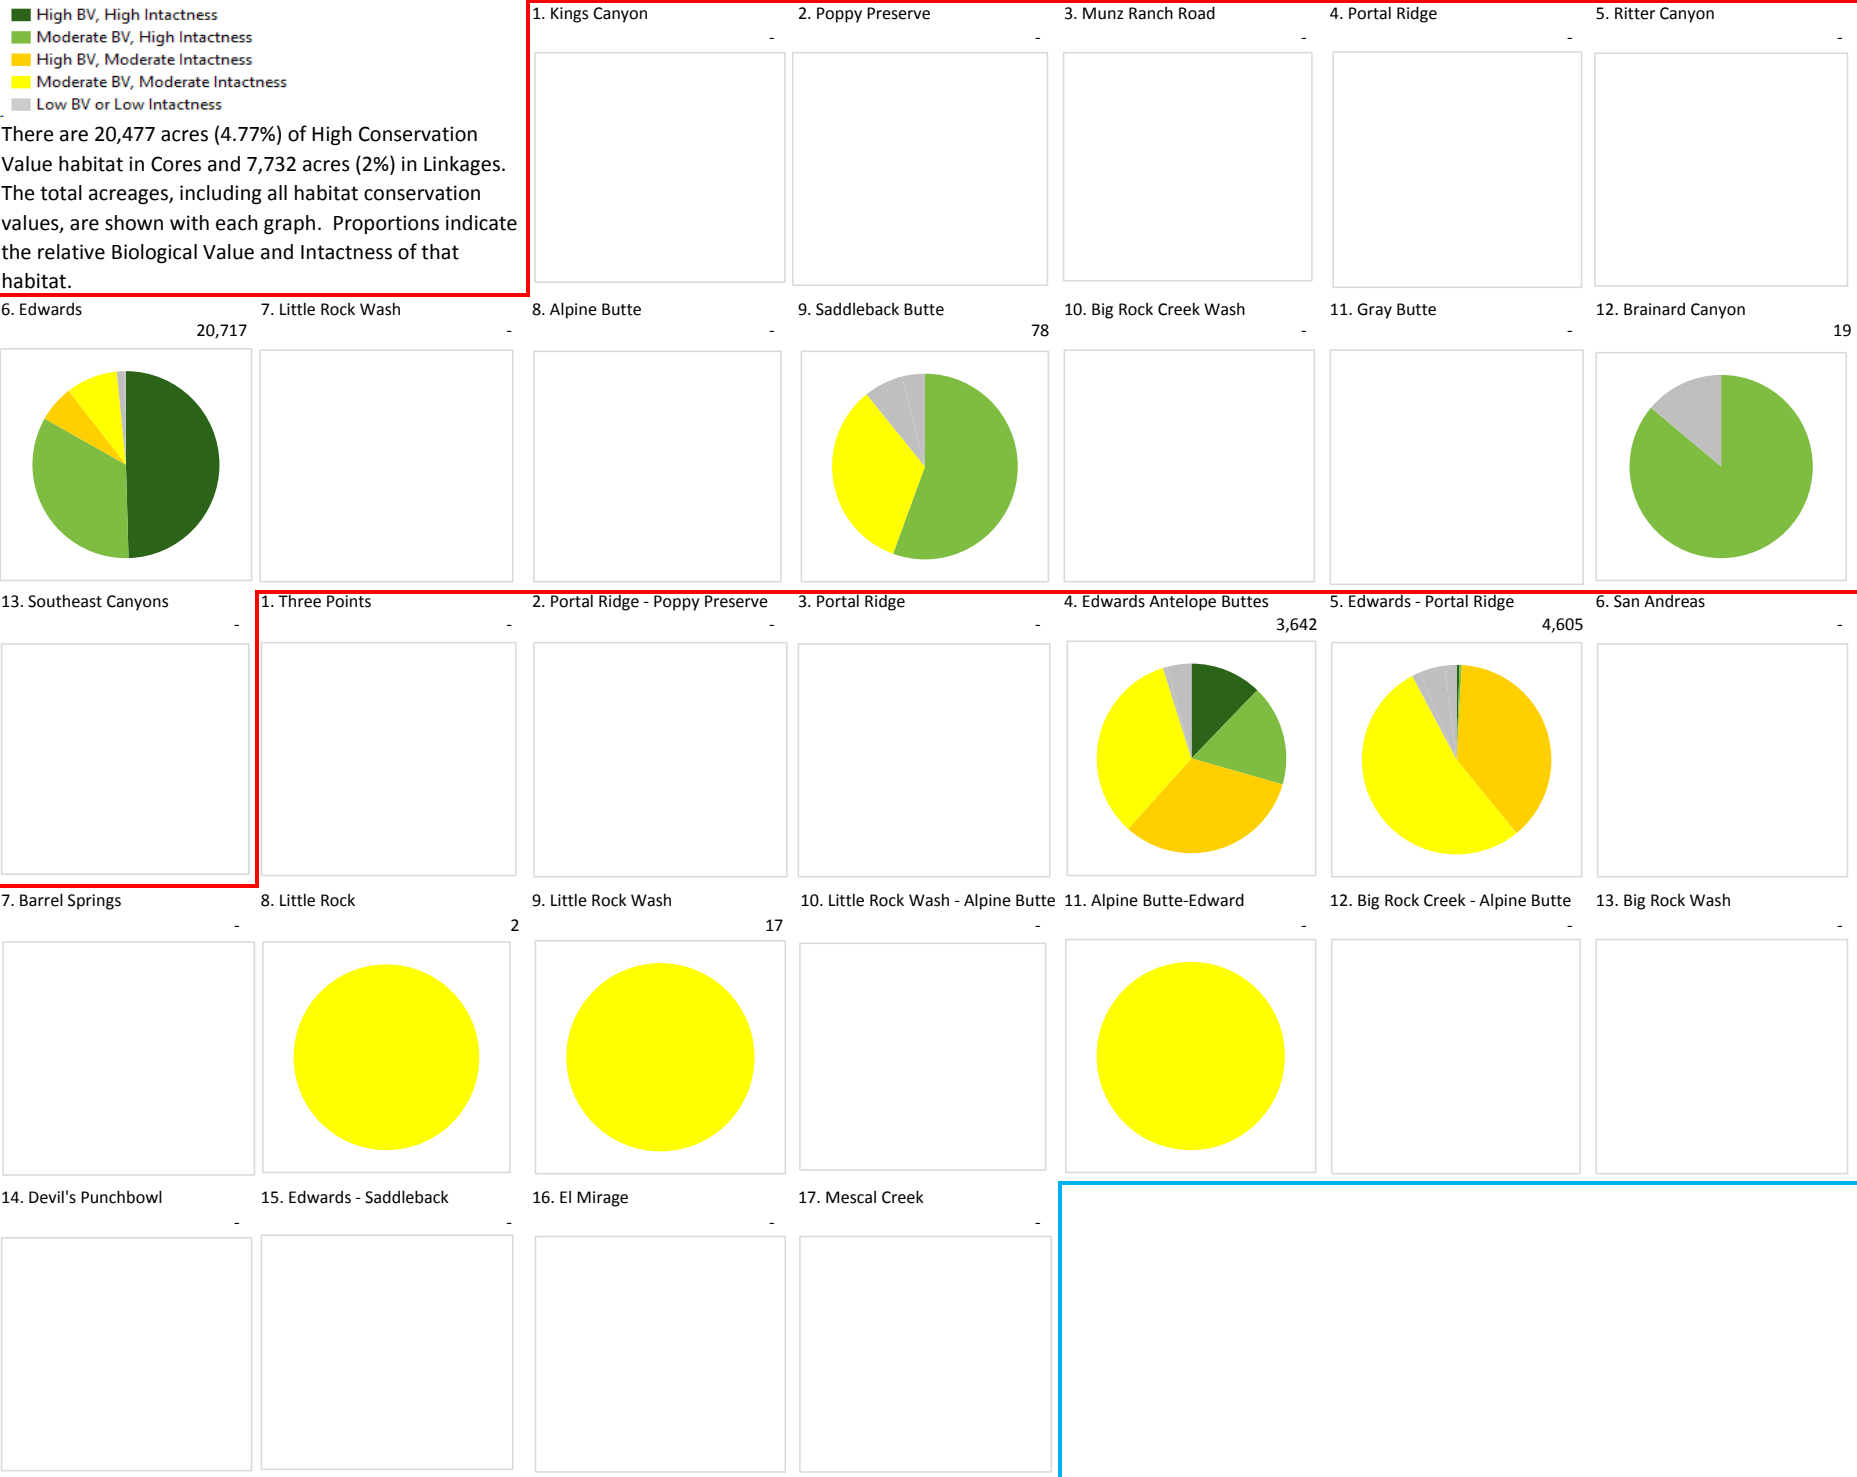 High BV, High Intactness
Moderate BV, High Intactness
High BV, Moderate Intactness
Moderate BV, Moderate Intactness
Low BV or Low Intactness
There are 20,477 acres (4.77%) of High Conservation
Value habitat in Cores and 7,732 acres (2%) in Linkages.
The total acreages, including all habitat conservation
values, are shown with each graph.  Proportions indicate
the relative Biological Value and Intactness of that
habitat.
1. Kings Canyon
-
2. Poppy Preserve
-
3. Munz Ranch Road
-
4. Portal Ridge
-
5. Ritter Canyon
-
6. Edwards
20,717
7. Little Rock Wash
-
8. Alpine Butte
-
9. Saddleback Butte
78
10. Big Rock Creek Wash
-
11. Gray Butte
-
12. Brainard Canyon
19
13. Southeast Canyons
-
1. Three Points
-
2. Portal Ridge - Poppy Preserve
-
3. Portal Ridge
-
4. Edwards Antelope Buttes
3,642
5. Edwards - Portal Ridge
4,605
6. San Andreas
-
7. Barrel Springs
-
8. Little Rock
2
9. Little Rock Wash
17
10. Little Rock Wash - Alpine Butte
-
11. Alpine Butte-Edward
-
12. Big Rock Creek - Alpine Butte
-
13. Big Rock Wash
-
14. Devil's Punchbowl
-
15. Edwards - Saddleback
-
16. El Mirage
-
17. Mescal Creek
-